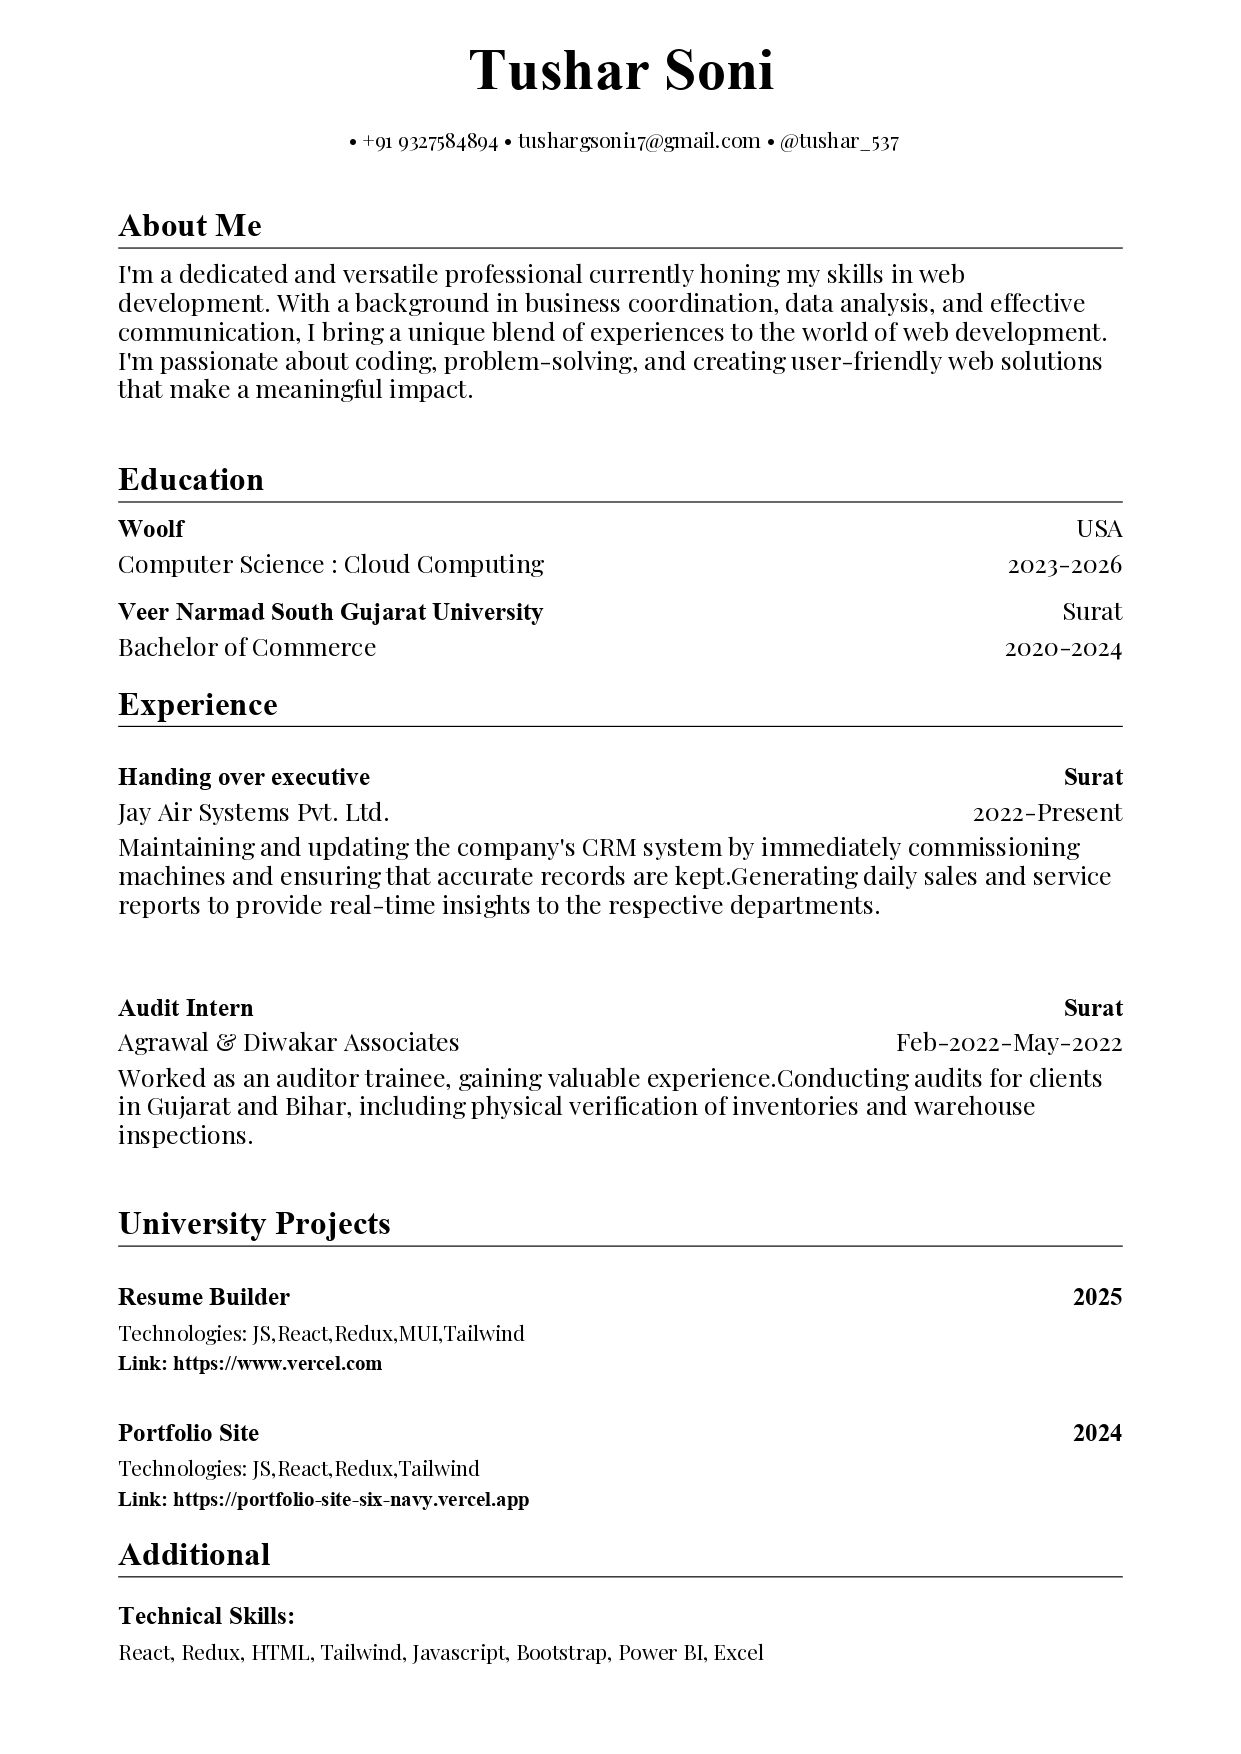 Tushar Soni
• +91 9327584894 • tushargsoni17@gmail.com • @tushar_537
About Me
I'm a dedicated and versatile professional currently honing my skills in web
development. With a background in business coordination, data analysis, and effective
communication, I bring a unique blend of experiences to the world of web development.
I'm passionate about coding, problem-solving, and creating user-friendly web solutions
that make a meaningful impact.
Education
Woolf USA
Computer Science : Cloud Computing 2023-2026
Veer Narmad South Gujarat University Surat
Bachelor of Commerce 2020-2024
Experience
Handing over executive Surat
Jay Air Systems Pvt. Ltd. 2022-Present
Maintaining and updating the company's CRM system by immediately commissioning
machines and ensuring that accurate records are kept.Generating daily sales and service
reports to provide real-time insights to the respective departments.
Audit Intern Surat
Agrawal & Diwakar Associates Feb-2022-May-2022
Worked as an auditor trainee, gaining valuable experience.Conducting audits for clients
in Gujarat and Bihar, including physical verification of inventories and warehouse
inspections.
University Projects
Resume Builder 2025
Technologies: JS,React,Redux,MUI,Tailwind
Link: https://www.vercel.com
Portfolio Site 2024
Technologies: JS,React,Redux,Tailwind
Link: https://portfolio-site-six-navy.vercel.app
Additional
Technical Skills:
React, Redux, HTML, Tailwind, Javascript, Bootstrap, Power BI, Excel